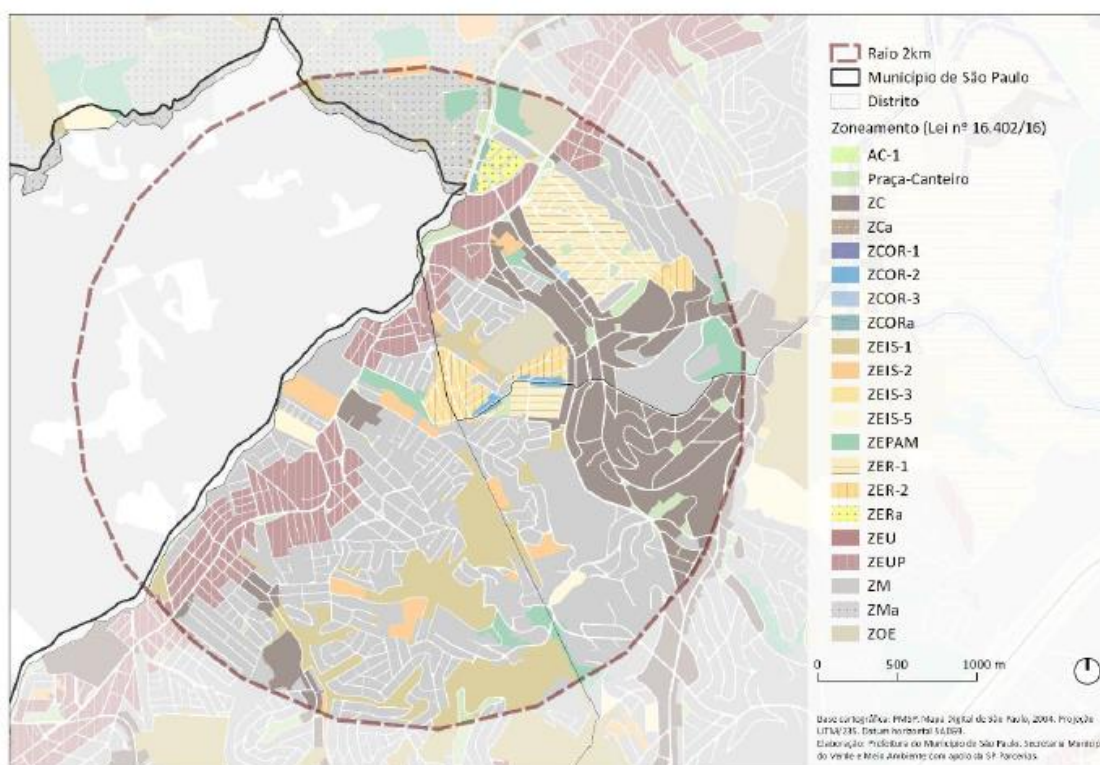 Raio 2km
Município de São Paulo
Distrito
Zoneamento (Lei nº 16.402/16)
AC-1
Praça-Canteiro
ZC
ZCa
ZCOR-1
ZCOR-2
ZCOR-3
ZCORa
ZEIS-1
ZEIS-2
ZEIS-3
ZEIS-5
ZEPAM
ZER-1
ZER-2
ZERa
ZEU
ZEUP
ZM
ZMa
ZOE
0 500 1000 m
Base cartográfica: PMSP. Mapa Digital de São Paulo, 2004. Projeção
UTM/23S. Datum horizontal SAD69.
Elaboração: Prefeitura do Município de São Paulo. Secretaria Municip
do Verde e Meio Ambiente com apoio da SP Parcerias.